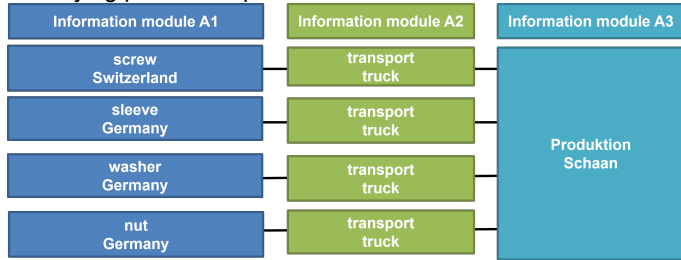 Information module A1
Information module A2
Information module A3
screw
Switzerland
transport
truck
sleeve
Germany
transport
truck
Produktion
Schaan
washer
Germany
transport
truck
nut
Germany
transport
truck